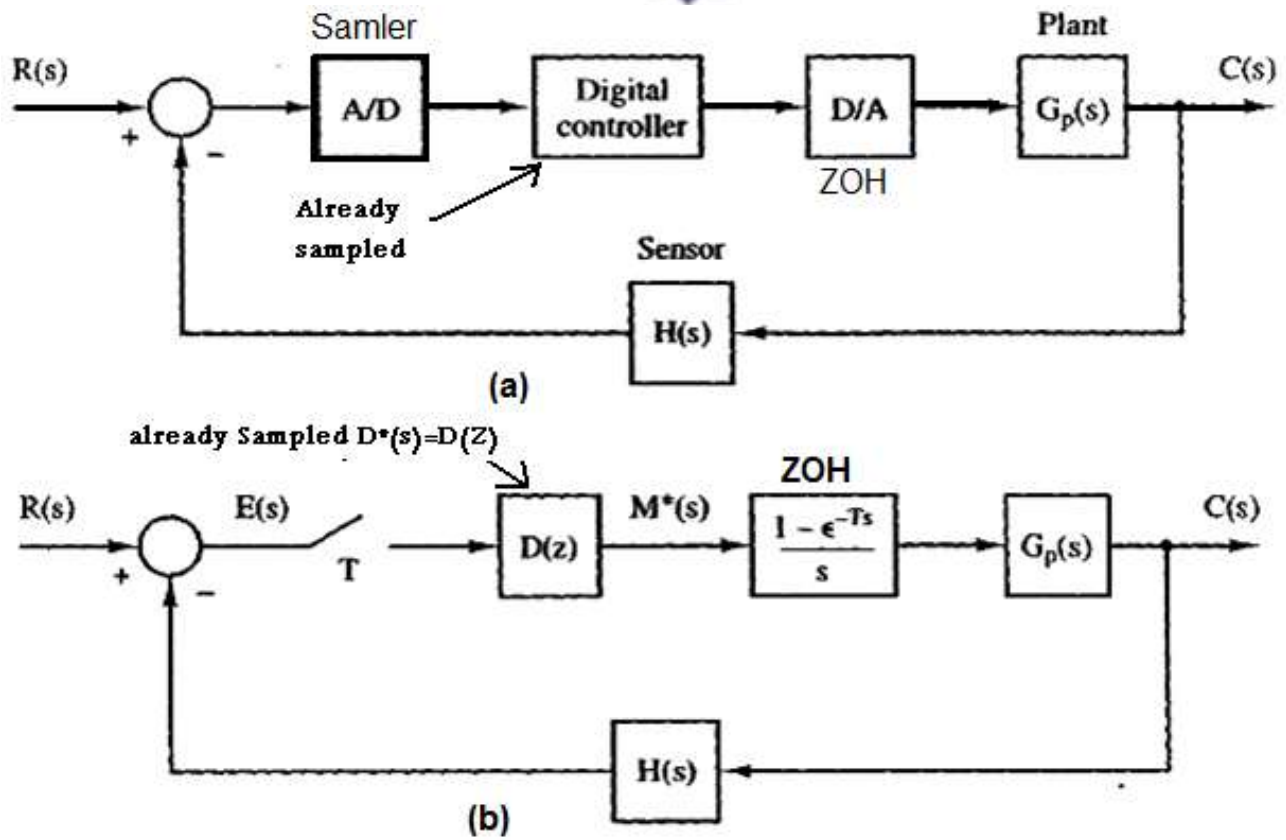 Samler
Plant
R(s)
C(s)
A/D
Digital
controller
D/A
Gp(s)
+
-
ZOH
Already
sampled
Sensor
H(s)
(a)
already Sampled D*(s)=D(Z)
ZOH
R(s)
E(s)
M*(s)
C(s)
D(z)
1 - ϵ^-Ts
s
Gp(s)
T
+
-
H(s)
(b)